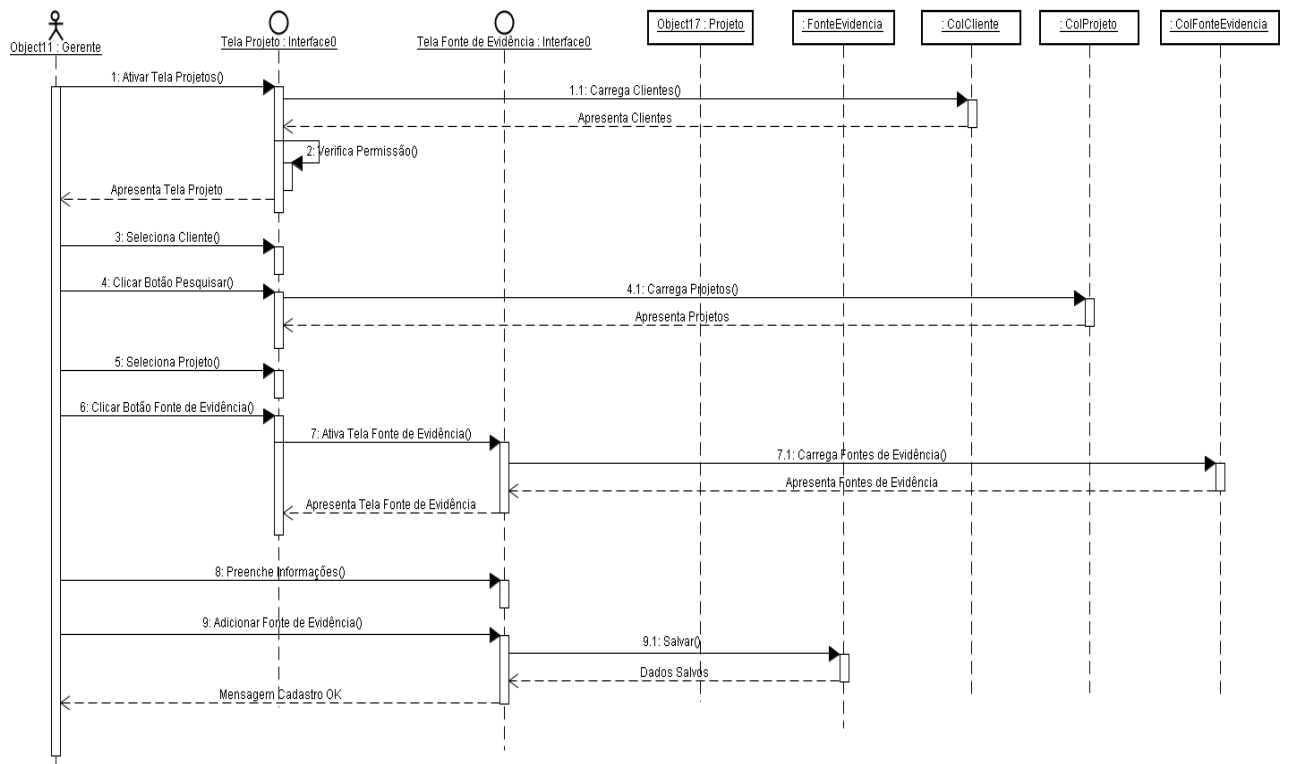 Object11 : Gerente
Tela Projeto : Interface0
Tela Fonte de Evidência : Interface0
Object17 : Projeto
: FonteEvidencia
: ColCliente
: ColProjeto
: ColFonteEvidencia
1: Ativar Tela Projetos()
1.1: Carrega Clientes()
Apresenta Clientes
2: Verifica Permissão()
Apresenta Tela Projeto
3: Seleciona Cliente()
4: Clicar Botão Pesquisar()
4.1: Carrega Projetos()
Apresenta Projetos
5: Seleciona Projeto()
6: Clicar Botão Fonte de Evidência()
7: Ativa Tela Fonte de Evidência()
7.1: Carrega Fontes de Evidência()
Apresenta Fontes de Evidência
Apresenta Tela Fonte de Evidência
8: Preenche Informações()
9: Adicionar Fonte de Evidência()
9.1: Salvar()
Dados Salvos
Mensagem Cadastro OK